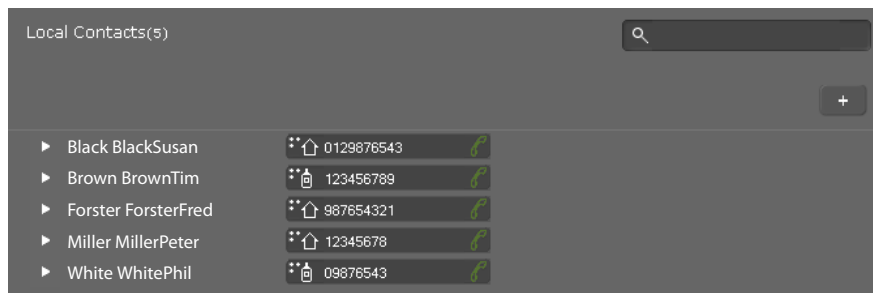 Local Contacts(5)
+
Black BlackSusan 0129876543
Brown BrownTim 123456789
Forster ForsterFred 987654321
Miller MillerPeter 12345678
White WhitePhil 09876543